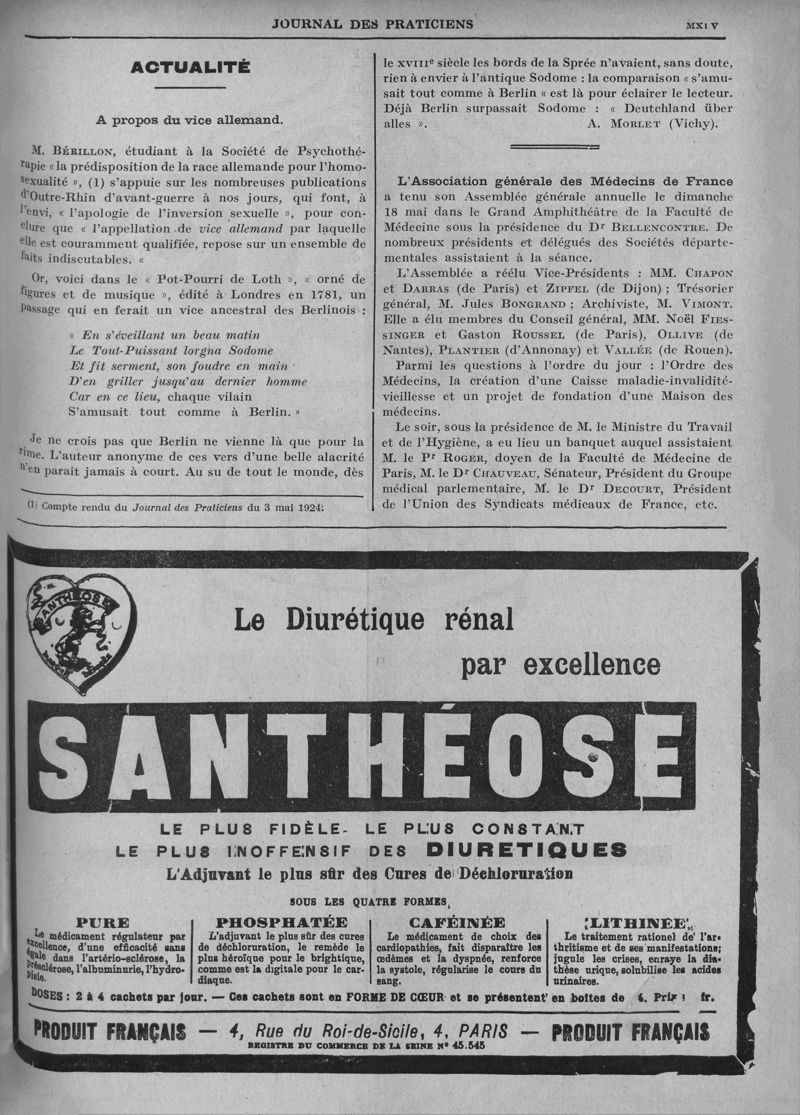 JOURNAL DES PRATICIENS
ACTUALITÉ
A propos du vice allemand.
M. BÉRILLON, étudiant à la Société de Psychothé-
rapie « la prédisposition de la race allemande pour l'homo-
sexualité », (1) s'appuie sur les nombreuses publications
d'Outre-Rhin d'avant-guerre à nos jours, qui font, à
l'envi, « l'apologie de l'inversion sexuelle », pour con-
clure que « l'appellation de vice allemand par laquelle
elle est couramment qualifiée, repose sur un ensemble de
faits indiscutables. «
Or, voici dans le « Pot-Pourri de Loth », « orné de
figures et de musique », édité à Londres en 1781, un
passage qui en ferait un vice ancestral des Berlinois :
« En s'éveillant un beau matin
Le Tout-Puissant lorgna Sodome
Et fit serment, son foudre en main
D'en griller jusqu'au dernier homme
Car en ce lieu, chaque vilain
S'amusait tout comme à Berlin. »
Je ne crois pas que Berlin ne vienne là que pour la
rime. L'auteur anonyme de ces vers d'une belle alacrité
n'en paraît jamais à court. Au su de tout le monde, dès
(1) Compte rendu du Journal des Praticiens du 3 mai 1924.
le XVIIIe siècle les bords de la Sprée n'avaient, sans doute,
rien à envier à l'antique Sodome : la comparaison « s'amu-
sait tout comme à Berlin « est là pour éclairer le lecteur.
Déjà Berlin surpassait Sodome : « Deutchland über
alles ». A. MORLET (Vichy).
L'Association générale des Médecins de France
a tenu son Assemblée générale annuelle le dimanche
18 mai dans le Grand Amphithéâtre de la Faculté de
Médecine sous la présidence du Dr BELLENCONTRE. De
nombreux présidents et délégués des Sociétés départe-
mentales assistaient à la séance.
L'Assemblée a réélu Vice-Présidents : MM. CHAPON
et DARRAS (de Paris) et ZIPFEL (de Dijon) ; Trésorier
général, M. Jules BONGRAND ; Archiviste, M. VIMONT.
Elle a élu membres du Conseil général, MM. Noël FIES-
SINGER et Gaston ROUSSEL (de Paris), OLLIVE (de
Nantes), PLANTIER (d'Annonay) et VALLÉE (de Rouen).
Parmi les questions à l'ordre du jour : l'Ordre des
Médecins, la création d'une Caisse maladie-invalidité-
vieillesse et un projet de fondation d'une Maison des
médecins.
Le soir, sous la présidence de M. le Ministre du Travail
et de l'Hygiène, a eu lieu un banquet auquel assistaient
M. le Pr ROGER, doyen de la Faculté de Médecine de
Paris, M. le Dr CHAUVEAU, Sénateur, Président du Groupe
médical parlementaire, M. le Dr DECOURT, Président
de l'Union des Syndicats médicaux de France, etc.
SANTHÉOSE
Le Diurétique rénal
par excellence
SANTHÉOSE
LE PLUS FIDÈLE - LE PLUS CONSTANT
LE PLUS INOFFENSIF DES DIURETIQUES
L'Adjuvant le plus sûr des Cures de Déchloruration
SOUS LES QUATRE FORMES,
PURE
Le médicament régulateur par
excellence, d'une efficacité sans
égale dans l'artério-sclérose, la
présclérose, l'albuminurie, l'hydro-
pisie.
PHOSPHATÉE
L'adjuvant le plus sûr des cures
de déchloruration, le remède le
plus héroïque pour le brightique,
comme est la digitale pour le car-
diaque.
CAFÉINÉE
Le médicament de choix des
cardiopathies, fait disparaître les
œdèmes et la dyspnée, renforce
la systole, régularise le cours du
sang.
LITHINÉE
Le traitement rationel de l'ar-
thritisme et de ses manifestations;
jugule les crises, enraye la dia-
thèse urique, solubilise les acides
urinaires.
DOSES : 2 à 4 cachets par jour. — Ces cachets sont en FORME DE CŒUR et se présentent en boîtes de Prix fr.
PRODUIT FRANÇAIS — 4, Rue du Roi-de-Sicile, 4, PARIS — PRODUIT FRANÇAIS
REGISTRE DU COMMERCE DE LA SEINE N° 45.545